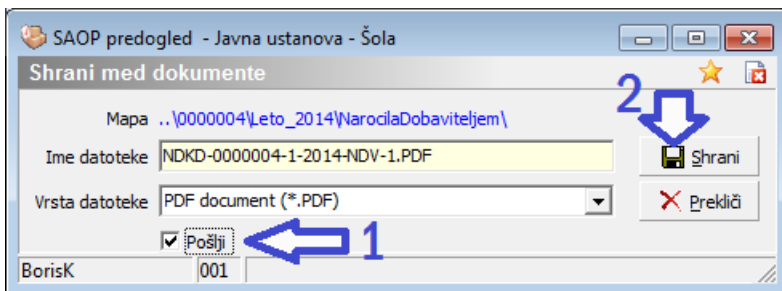 SAOP predogled - Javna ustanova - Šola
Shrani med dokumente
2
Mapa ..\0000004\Leto_2014\NarocilaDobaviteljem\
Ime datoteke NDKD-0000004-1-2014-NDV-1.PDF Shrani
Vrsta datoteke PDF document (*.PDF) Prekliči
Pošlji 1
BorisK 001